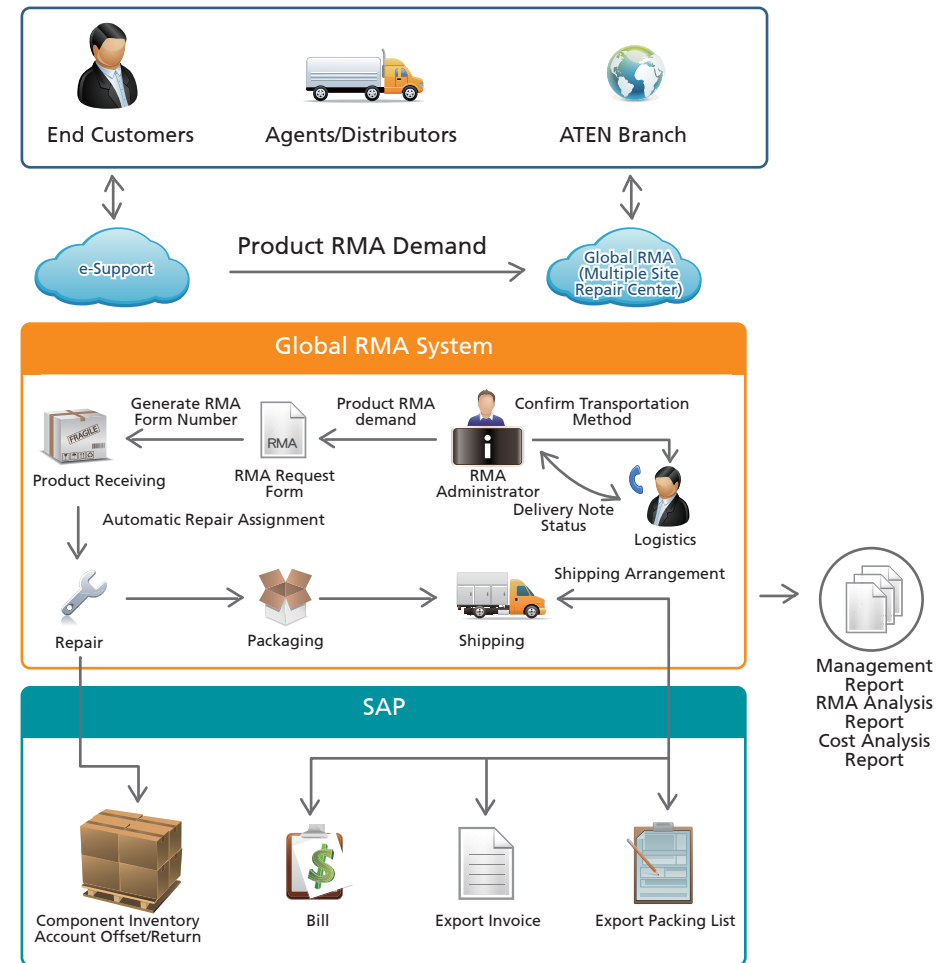 End Customers
Agents/Distributors
ATEN Branch
e-Support
Product RMA Demand
Global RMA
(Multiple Site
Repair Center)
Global RMA System
Generate RMA
Form Number
Product RMA
demand
Confirm Transportation
Method
FRAGILE
RMA
i
Product Receiving
RMA Request
Form
RMA
Administrator
Delivery Note
Status
Logistics
Automatic Repair Assignment
Shipping Arrangement
Repair
Packaging
Shipping
Management
Report
RMA Analysis
Report
Cost Analysis
Report
SAP
$
Component Inventory
Account Offset/Return
Bill
Export Invoice
Export Packing List